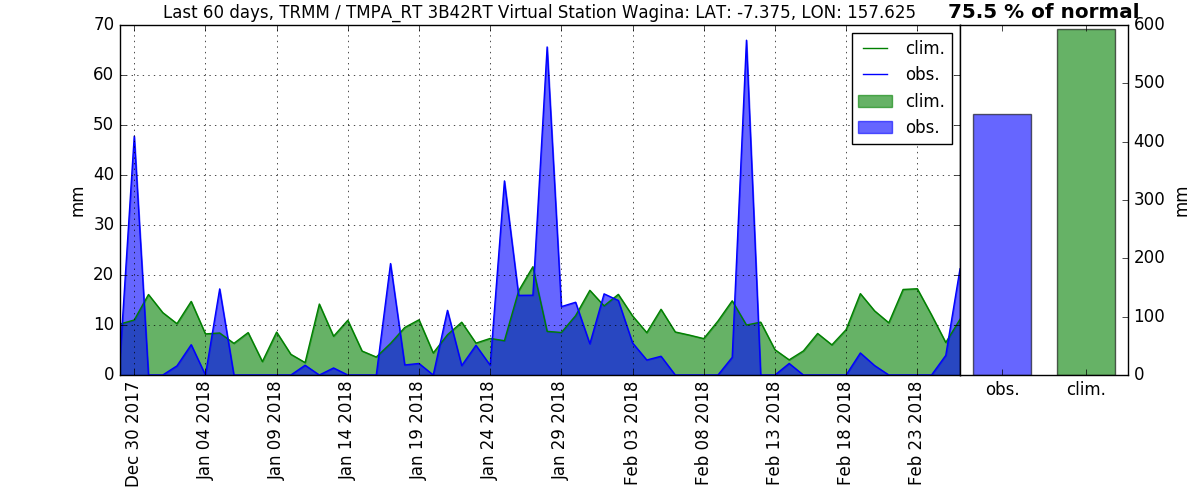 Last 60 days, TRMM / TMPA_RT 3B42RT Virtual Station Wagina: LAT: -7.375, LON: 157.625
75.5 % of normal
70
60
50
40
30
20
10
0
mm
clim.
obs.
clim.
obs.
Dec 30 2017
Jan 04 2018
Jan 09 2018
Jan 14 2018
Jan 19 2018
Jan 24 2018
Jan 29 2018
Feb 03 2018
Feb 08 2018
Feb 13 2018
Feb 18 2018
Feb 23 2018
600
500
400
300
200
100
0
mm
obs.
clim.